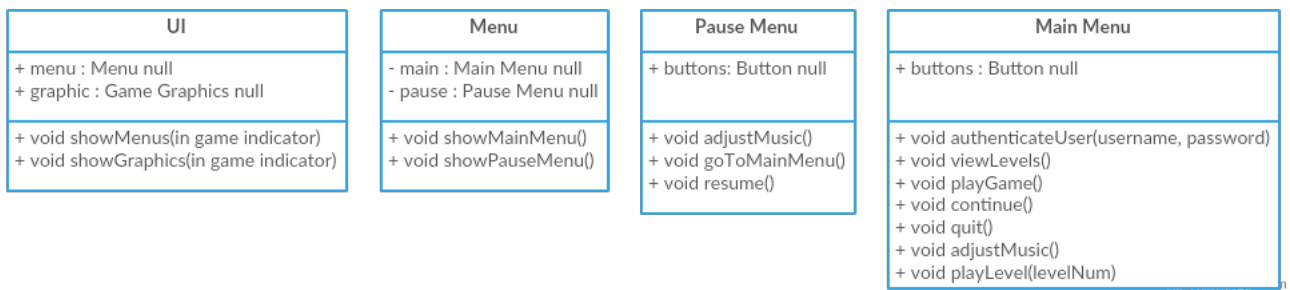 UI
+ menu : Menu null
+ graphic : Game Graphics null
+ void showMenus(in game indicator)
+ void showGraphics(in game indicator)
Menu
- main : Main Menu null
- pause : Pause Menu null
+ void showMainMenu()
+ void showPauseMenu()
Pause Menu
+ buttons: Button null
+ void adjustMusic()
+ void goToMainMenu()
+ void resume()
Main Menu
+ buttons : Button null
+ void authenticateUser(username, password)
+ void viewLevels()
+ void playGame()
+ void continue()
+ void quit()
+ void adjustMusic()
+ void playLevel(levelNum)